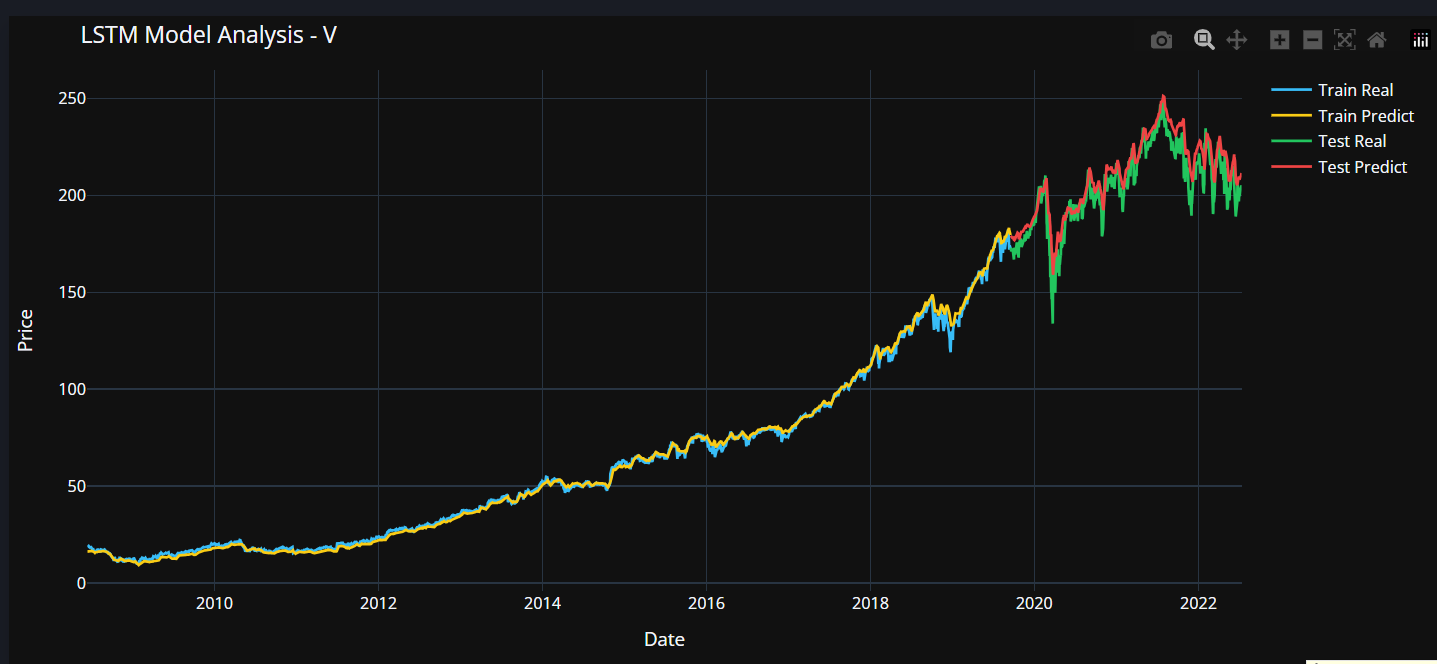 LSTM Model Analysis - V
250
200
150
100
50
0
Price
2010
2012
2014
2016
2018
2020
2022
Date
Train Real
Train Predict
Test Real
Test Predict